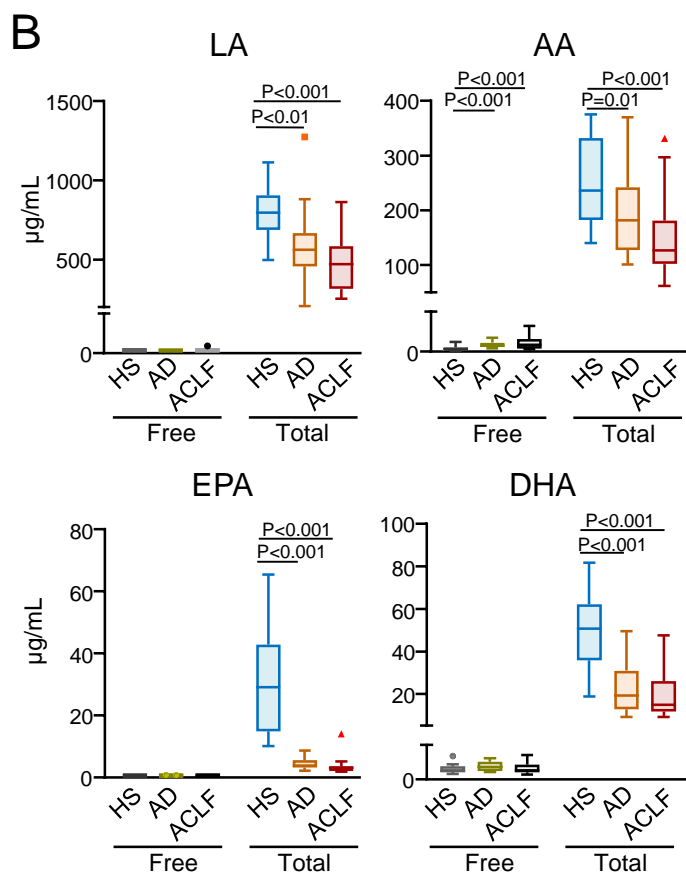 B
LA
AA
µg/mL
1500
1000
500
0
P<0.001
P<0.01
HS
AD
ACLF
HS
AD
ACLF
Free
Total
400
300
200
100
0
P<0.001
P<0.001
P<0.001
P=0.01
HS
AD
ACLF
HS
AD
ACLF
Free
Total
EPA
DHA
µg/mL
80
60
40
20
0
P<0.001
P<0.001
HS
AD
ACLF
HS
AD
ACLF
Free
Total
100
80
60
40
20
0
P<0.001
P<0.001
HS
AD
ACLF
HS
AD
ACLF
Free
Total